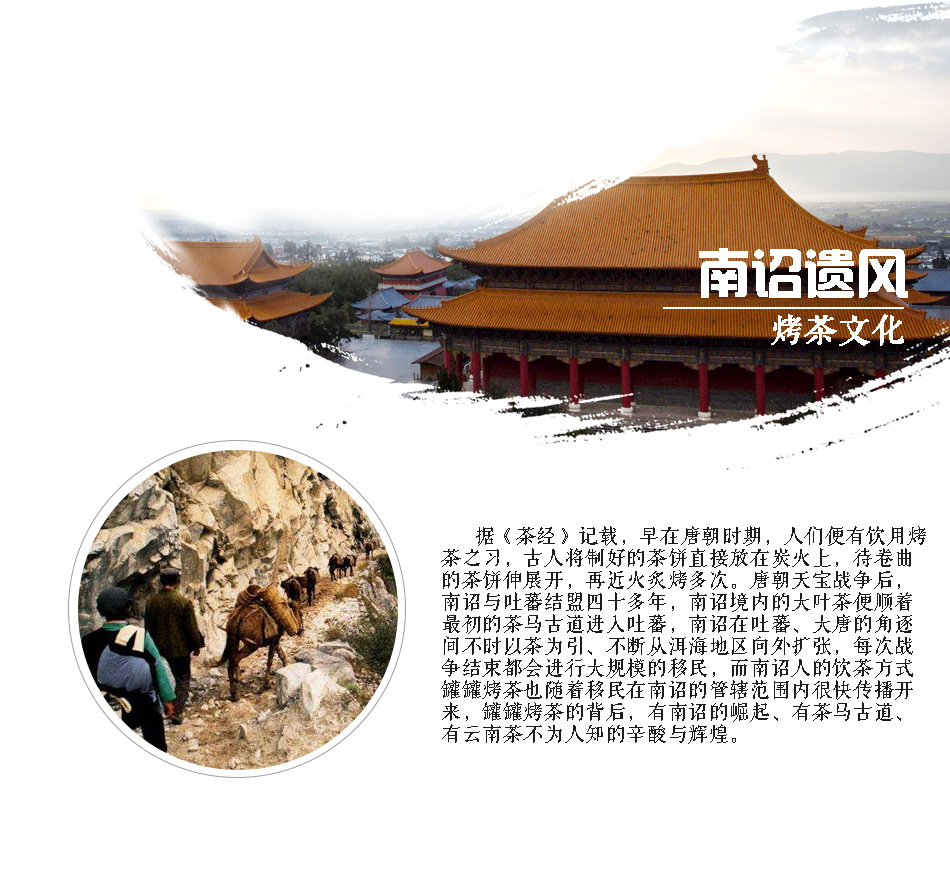 南诏遗风
烤茶文化
据《茶经》记载，早在唐朝时期，人们便有饮用烤
茶之习，古人将制好的茶饼直接放在炭火上，待卷曲
的茶饼伸展开，再近火炙烤多次。唐朝天宝战争后，
南诏与吐蕃结盟四十多年，南诏境内的大叶茶便顺着
最初的茶马古道进入吐蕃，南诏在吐蕃、大唐的角逐
间不时以茶为引、不断从洱海地区向外扩张，每次战
争结束都会进行大规模的移民，而南诏人的饮茶方式
罐罐烤茶也随着移民在南诏的管辖范围内很快传播开
来，罐罐烤茶的背后，有南诏的崛起、有茶马古道、
有云南茶不为人知的辛酸与辉煌。